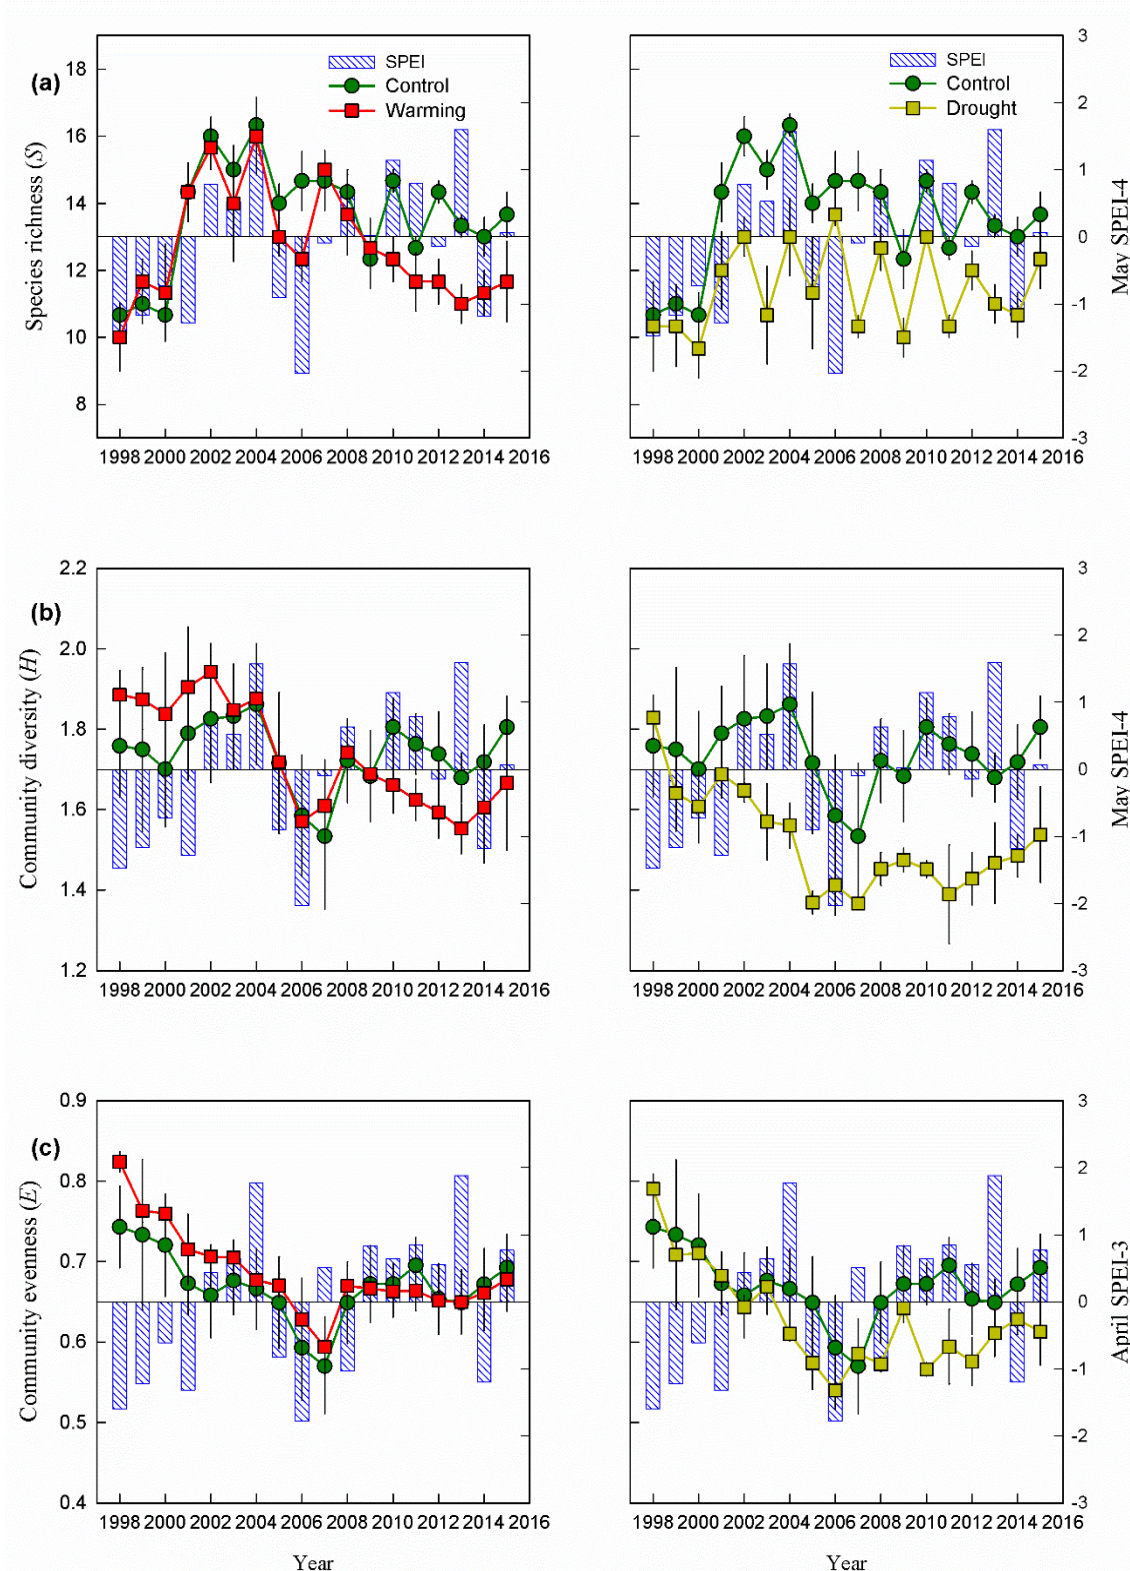 (a)
SPEI
Control
Warming
SPEI
Control
Drought
Species richness (S)
18
16
14
12
10
8
3
2
1
0
-1
-2
-3
May SPEI-4
1998 2000 2002 2004 2006 2008 2010 2012 2014 2016
1998 2000 2002 2004 2006 2008 2010 2012 2014 2016
(b)
Community diversity (H)
2.2
2.0
1.8
1.6
1.4
1.2
3
2
1
0
-1
-2
-3
May SPEI-4
1998 2000 2002 2004 2006 2008 2010 2012 2014 2016
1998 2000 2002 2004 2006 2008 2010 2012 2014 2016
(c)
Community evenness (E)
0.9
0.8
0.7
0.6
0.5
0.4
3
2
1
0
-1
-2
-3
April SPEI-3
1998 2000 2002 2004 2006 2008 2010 2012 2014 2016
1998 2000 2002 2004 2006 2008 2010 2012 2014 2016
Year
Year